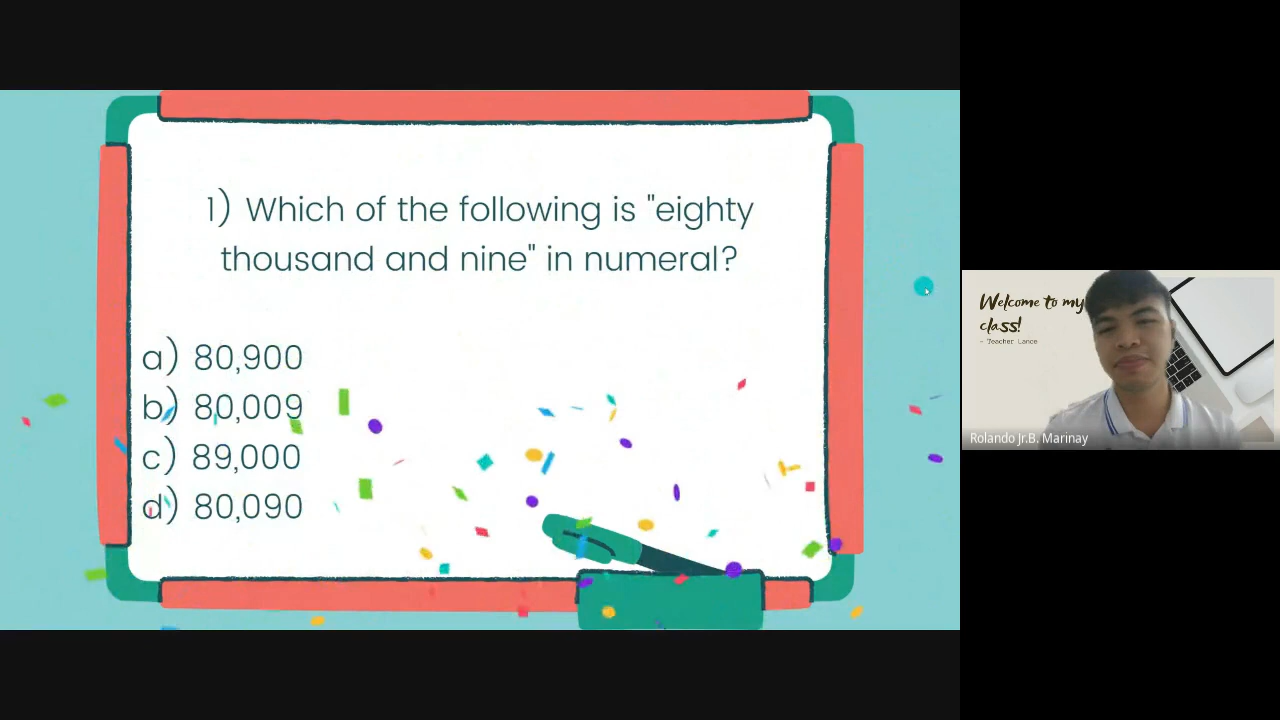 1) Which of the following is "eighty
thousand and nine" in numeral?
a) 80,900
b) 80,009
c) 89,000
d) 80,090
Welcome to my
class!
- Teacher Lance
Rolando Jr.B. Marinay